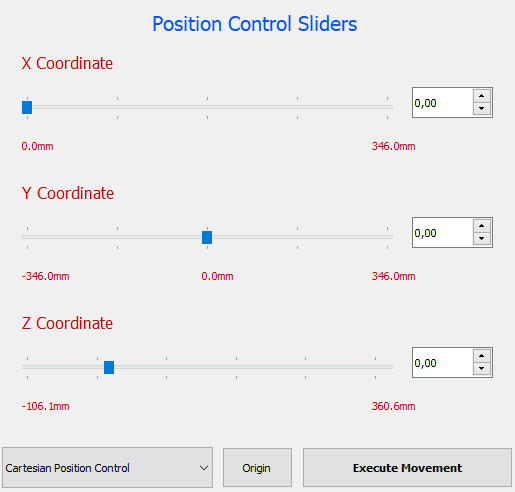 Position Control Sliders
X Coordinate
0,00
0.0mm 346.0mm
Y Coordinate
0,00
-346.0mm 0.0mm 346.0mm
Z Coordinate
0,00
-106.1mm 360.6mm
Cartesian Position Control Origin Execute Movement